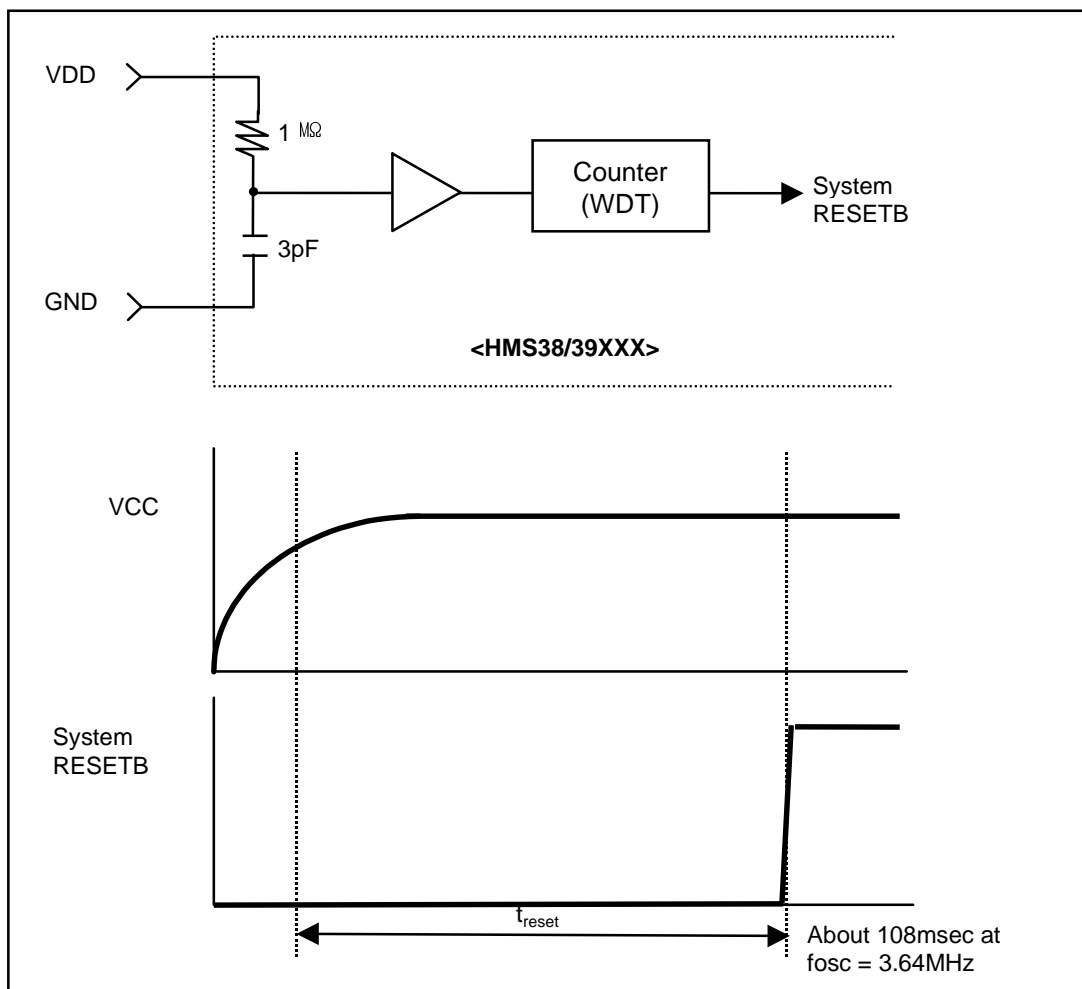 VDD
1 MΩ
Counter
(WDT)
System
RESETB
3pF
GND
<HMS38/39XXX>
VCC
System
RESETB
treset
About 108msec at
fosc = 3.64MHz